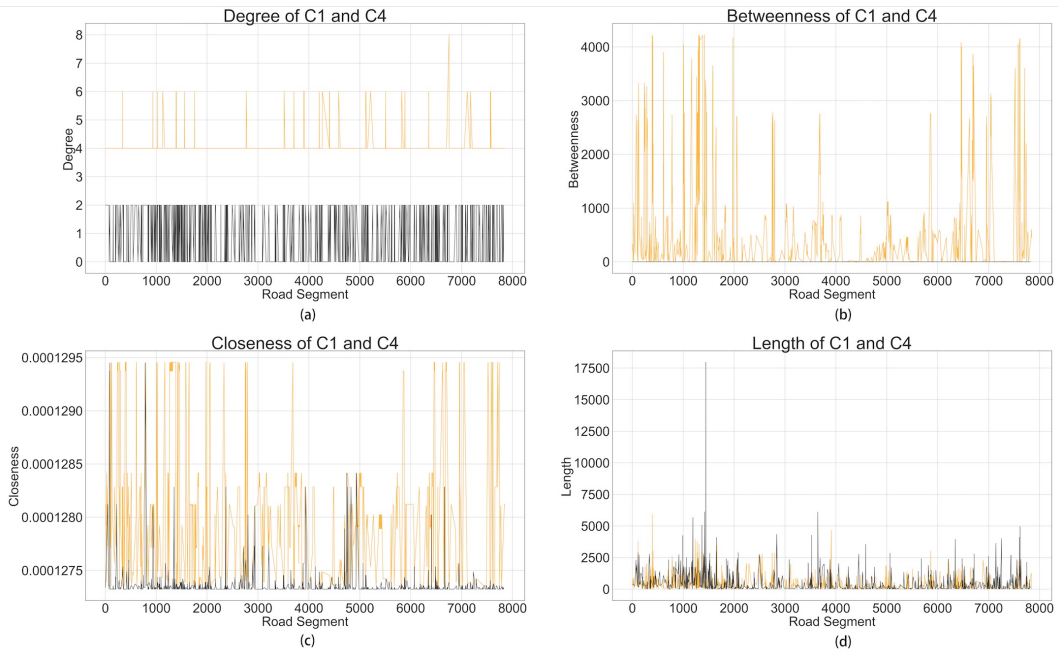 Degree of C1 and C4
8
7
6
5
4
3
2
1
0
Degree
0 1000 2000 3000 4000 5000 6000 7000 8000
Road Segment
(a)
Betweenness of C1 and C4
4000
3000
2000
1000
0
Betweenness
0 1000 2000 3000 4000 5000 6000 7000 8000
Road Segment
(b)
Closeness of C1 and C4
0.0001295
0.0001290
0.0001285
0.0001280
0.0001275
Closeness
0 1000 2000 3000 4000 5000 6000 7000 8000
Road Segment
(c)
Length of C1 and C4
17500
15000
12500
10000
7500
5000
2500
0
Length
0 1000 2000 3000 4000 5000 6000 7000 8000
Road Segment
(d)